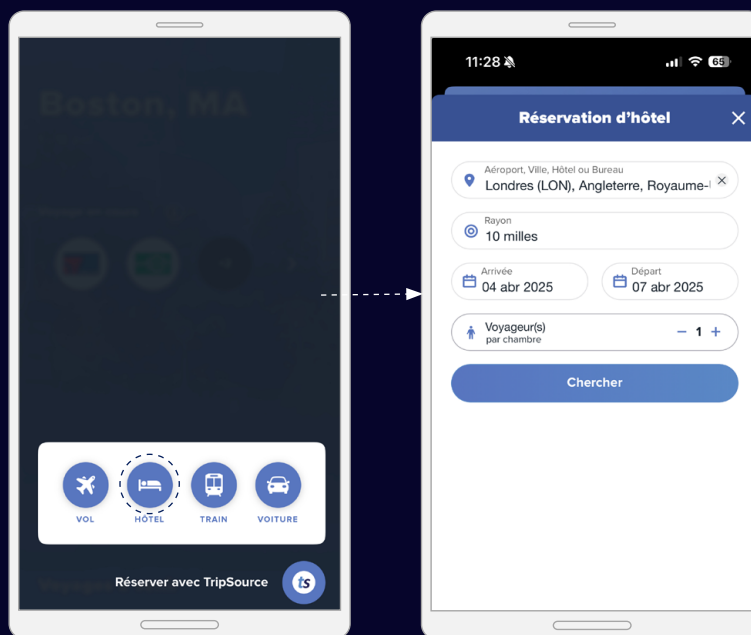 Boston, MA
VOL
HÔTEL
TRAIN
VOITURE
Réserver avec TripSource
ts
11:28
65
Réservation d'hôtel
Aéroport, Ville, Hôtel ou Bureau
Londres (LON), Angleterre, Royaume-
Rayon
10 milles
Arrivée
04 abr 2025
Départ
07 abr 2025
Voyageur(s)
par chambre
1
Chercher